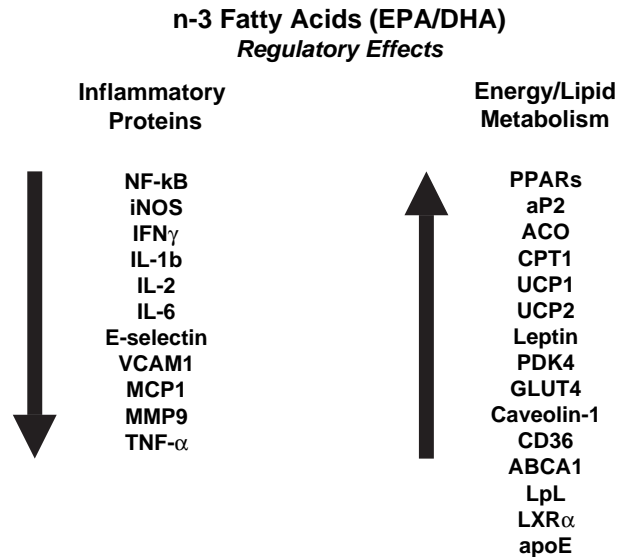 n-3 Fatty Acids (EPA/DHA)
Regulatory Effects
Inflammatory
Proteins
NF-kB
iNOS
IFNγ
IL-1b
IL-2
IL-6
E-selectin
VCAM1
MCP1
MMP9
TNF-α
Energy/Lipid
Metabolism
PPARs
aP2
ACO
CPT1
UCP1
UCP2
Leptin
PDK4
GLUT4
Caveolin-1
CD36
ABCA1
LpL
LXRα
apoE